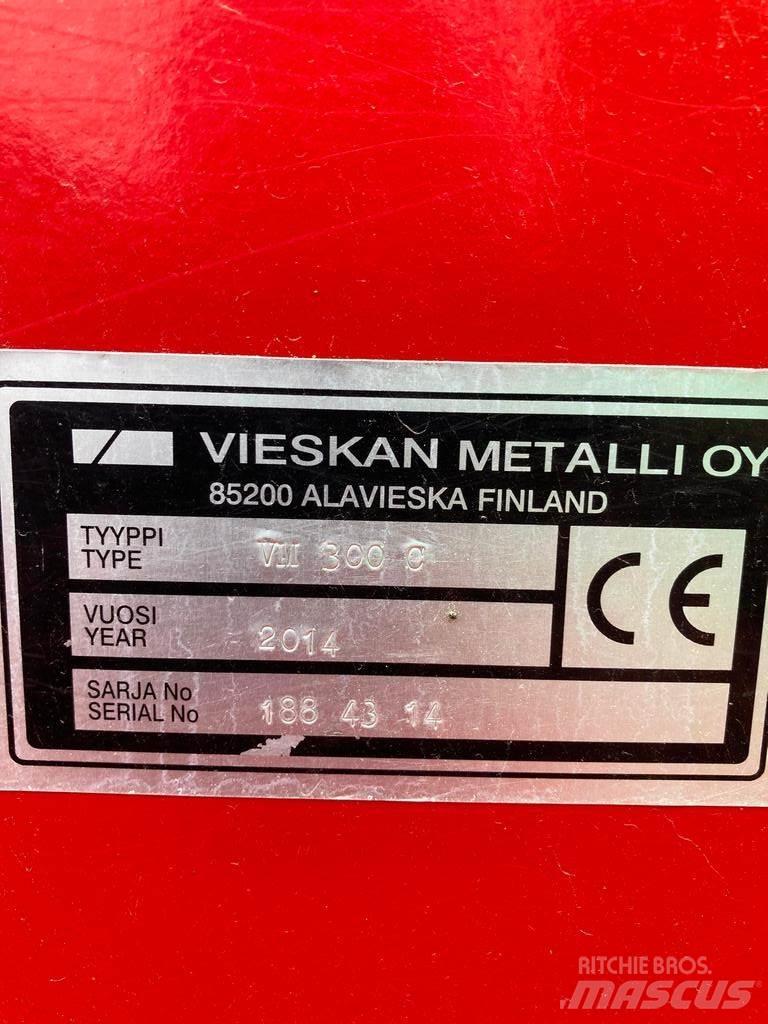 VIESKAN METALLI OY
85200 ALAVIESKA FINLAND
TYYPPI
TYPE
VM 300 C
CE
VUOSI
YEAR
2014
SARJA No
SERIAL No
188 43 14
RITCHIE BROS.
MASCUS